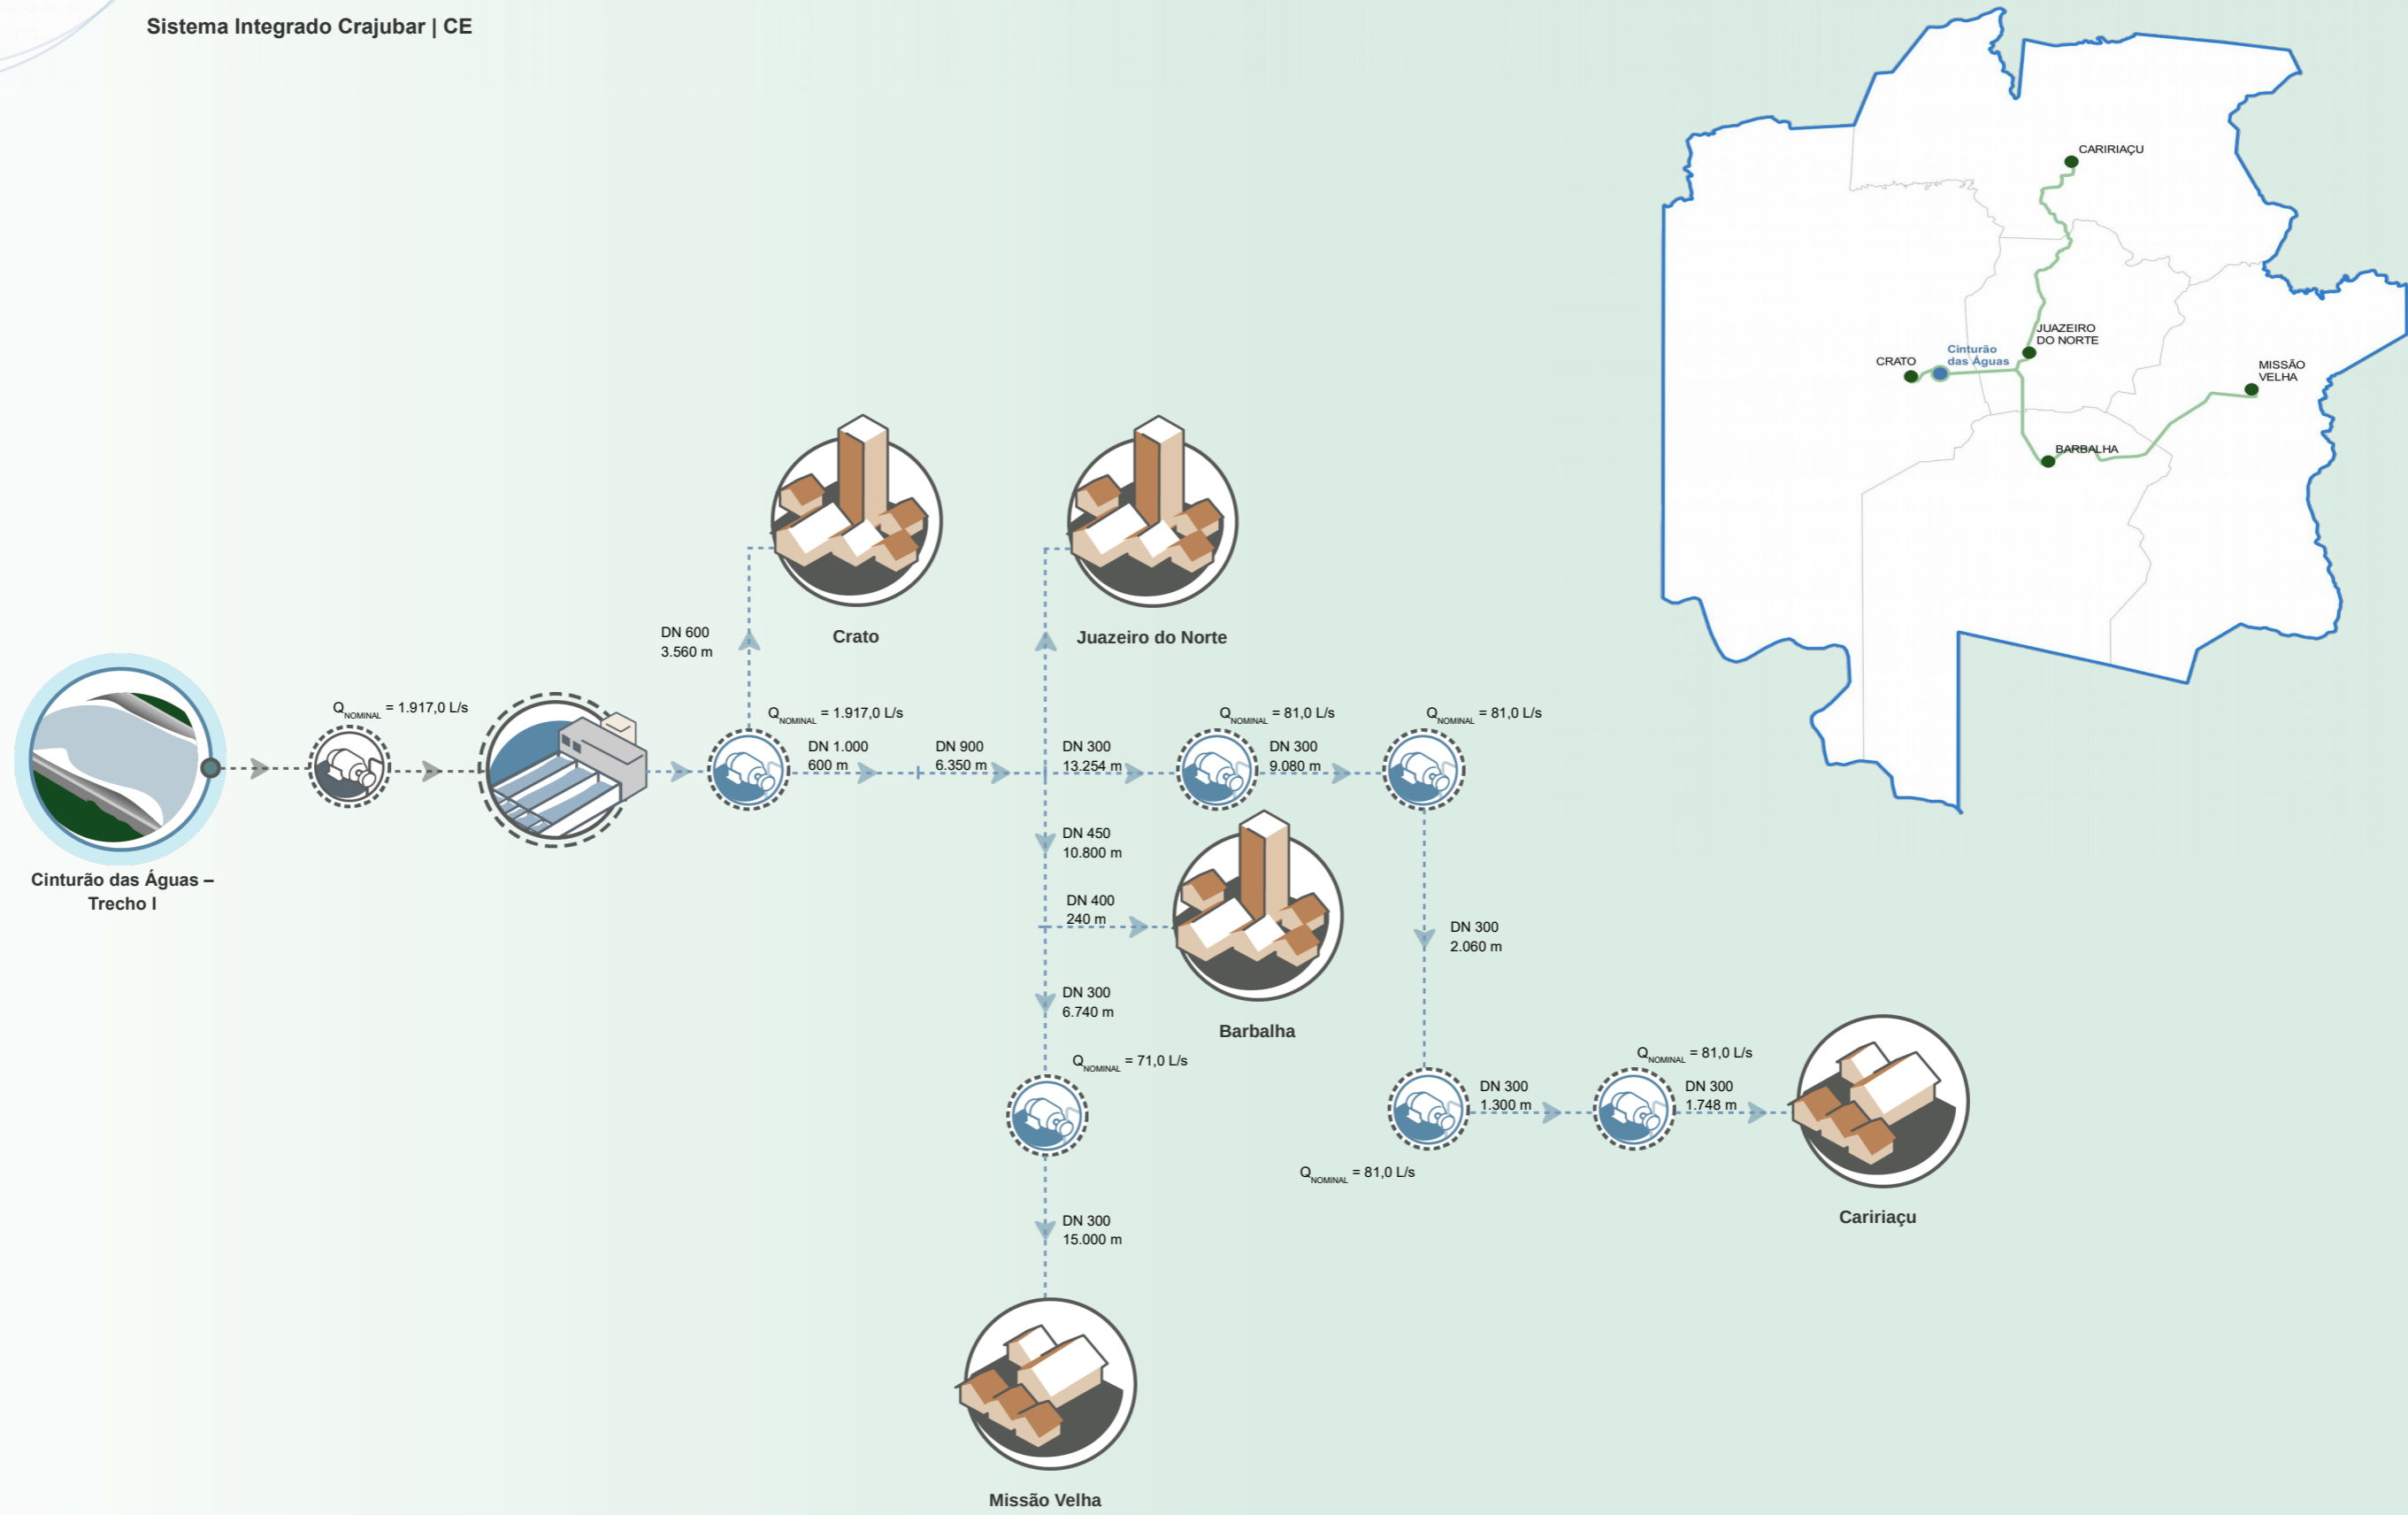 Sistema Integrado Crajubar | CE
CARIRIAÇU
JUAZEIRO
DO NORTE
Cinturão
das Águas
CRATO
MISSÃO
VELHA
BARBALHA
DN 600
3.560 m
Crato
Juazeiro do Norte
QNOMINAL = 1.917,0 L/s
QNOMINAL = 1.917,0 L/s
QNOMINAL = 81,0 L/s
QNOMINAL = 81,0 L/s
DN 1.000
600 m
DN 900
6.350 m
DN 300
13.254 m
DN 300
9.080 m
Cinturão das Águas –
Trecho I
DN 450
10.800 m
DN 400
240 m
DN 300
2.060 m
DN 300
6.740 m
Barbalha
QNOMINAL = 71,0 L/s
QNOMINAL = 81,0 L/s
DN 300
1.300 m
DN 300
1.748 m
QNOMINAL = 81,0 L/s
Caririaçu
DN 300
15.000 m
Missão Velha